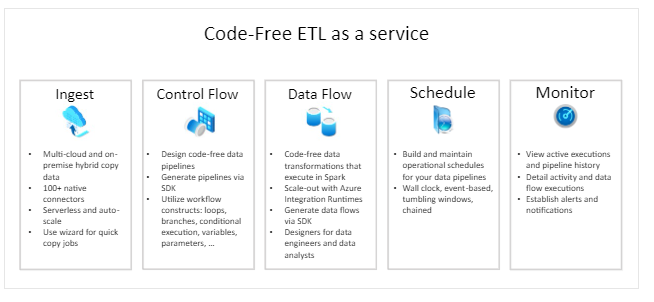 Code-Free ETL as a service
Ingest
• Multi-cloud and on-
premise hybrid copy
data
• 100+ native
connectors
• Serverless and auto-
scale
• Use wizard for quick
copy jobs
Control Flow
• Design code-free data
pipelines
• Generate pipelines via
SDK
• Utilize workflow
constructs: loops,
branches, conditional
execution, variables,
parameters, ...
Data Flow
• Code-free data
transformations that
execute in Spark
• Scale-out with Azure
Integration Runtimes
• Generate data flows
via SDK
• Designers for data
engineers and data
analysts
Schedule
• Build and maintain
operational schedules
for your data pipelines
• Wall clock, event-based,
tumbling windows,
chained
Monitor
• View active executions
and pipeline history
• Detail activity and data
flow executions
• Establish alerts and
notifications